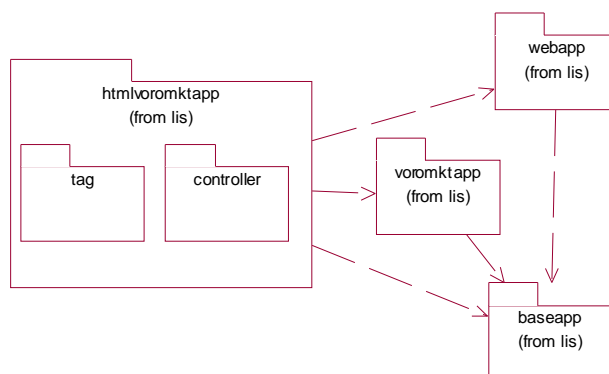 webapp
(from lis)
htmlvoromktapp
(from lis)
tag
controller
voromktapp
(from lis)
baseapp
(from lis)